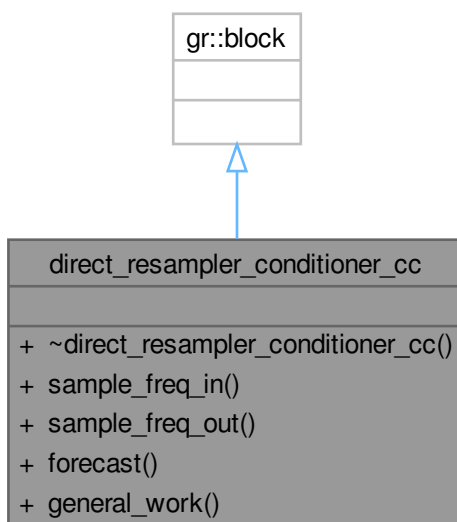 gr::block
direct_resampler_conditioner_cc
+ ~direct_resampler_conditioner_cc()
+ sample_freq_in()
+ sample_freq_out()
+ forecast()
+ general_work()